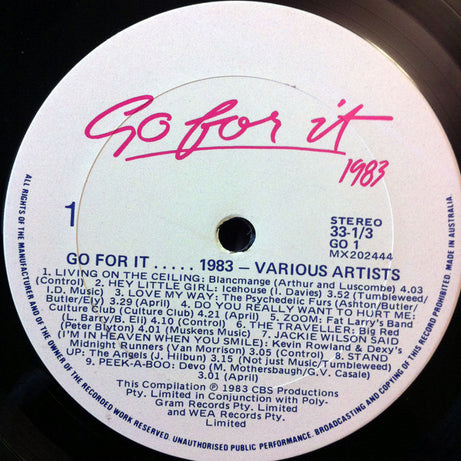 Go for it
1983
1
STEREO
33-1/3
GO 1
MX202444
GO FOR IT ..... 1983 — VARIOUS ARTISTS
1. LIVING ON THE CEILING: Blancmange (Arthur and Luscombe) 4.03
(Control) 2. HEY LITTLE GIRL: Icehouse (I. Davies) 3.52 (Tumbleweed/
I.D. Music) 3. LOVE MY WAY: The Psychedelic Furs (Ashton/Butler/
Butler/Ely) 3.29 (April) 4. DO YOU REALLY WANT TO HURT ME:
Culture Club (Culture Club) 4.21 (April) 5. ZOOM: Fat Larry's Band
(L. Barry/B. Eli) 4.10 (Control) 6. THE TRAVELLER: Big Red
(Peter Blyton) 4.01 (Muskens Music) 7. JACKIE WILSON SAID
(I'M IN HEAVEN WHEN YOU SMILE): Kevin Rowland & Dexy's
Midnight Runners (Van Morrison) 3.05 (Control) 8. STAND
UP: The Angels (J. Hilbun) 3.15 (Not just Music/Tumbleweed)
9. PEEK-A-BOO: Devo (M. Mothersbaugh/G.V. Casale)
3.01 (April)
This Compilation ℗ 1983 CBS Productions
Pty. Limited in Conjunction with Poly-
Gram Records Pty. Limited
and WEA Records Pty.
Limited
ALL RIGHTS OF THE MANUFACTURER AND OF THE OWNER OF THE RECORDED WORK RESERVED. UNAUTHORISED PUBLIC PERFORMANCE. BROADCASTING AND COPYING OF THIS RECORD PROHIBITED. MADE IN AUSTRALIA.